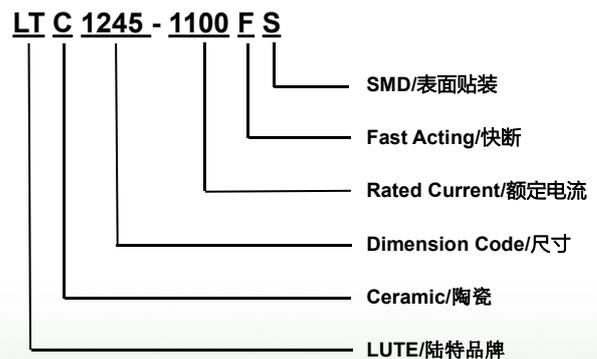 LT C 1245 - 1100 F S
SMD/表面贴装
Fast Acting/快断
Rated Current/额定电流
Dimension Code/尺寸
Ceramic/陶瓷
LUTE/陆特品牌